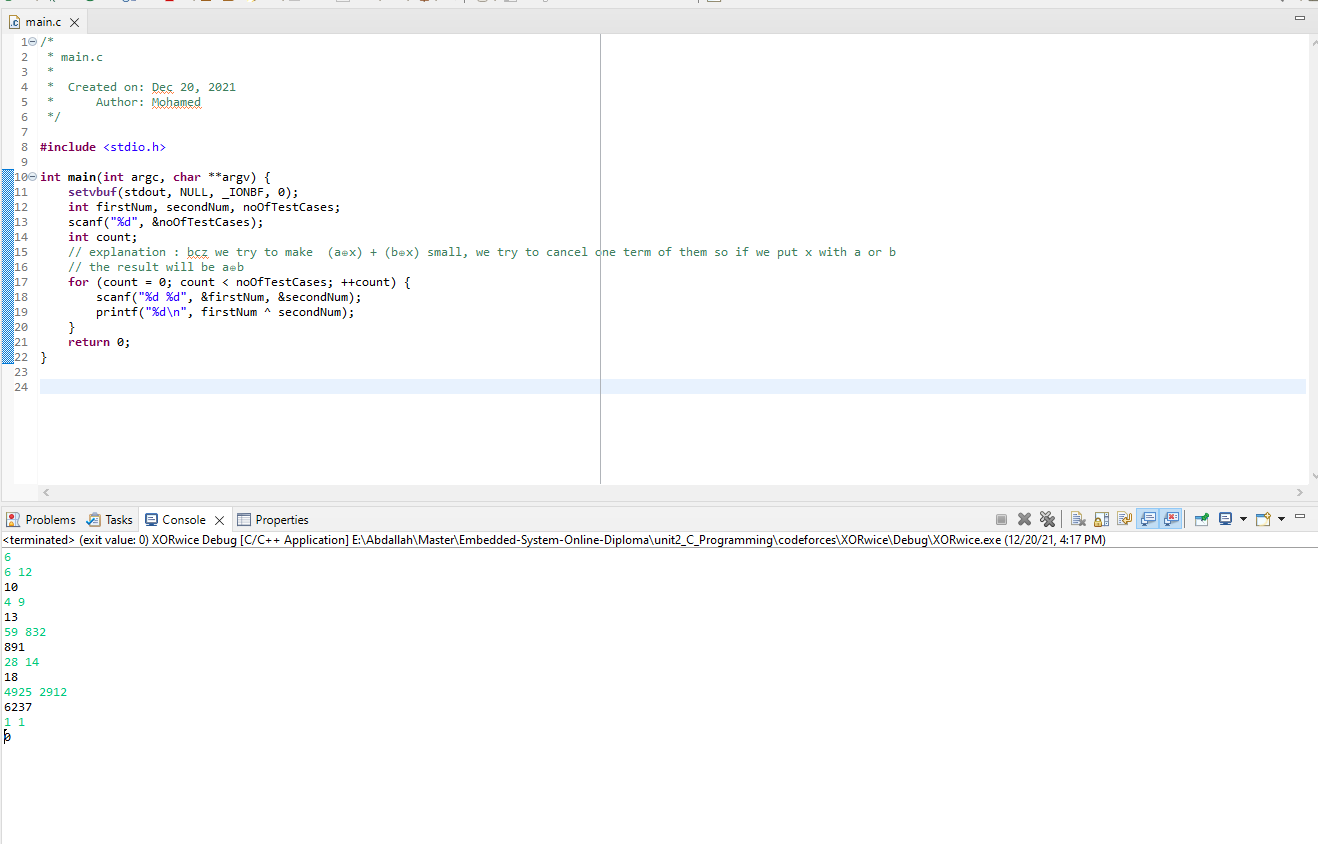 main.c
1 /*
2  * main.c
3  *
4  *  Created on: Dec 20, 2021
5  *      Author: Mohamed
6  */
7
8 #include <stdio.h>
9
10 int main(int argc, char **argv) {
11     setvbuf(stdout, NULL, _IONBF, 0);
12     int firstNum, secondNum, noOfTestCases;
13     scanf("%d", &noOfTestCases);
14     int count;
15     // explanation : bcz we try to make  (a⊕x) + (b⊕x) small, we try to cancel one term of them so if we put x with a or b
16     // the result will be a⊕b
17     for (count = 0; count < noOfTestCases; ++count) {
18         scanf("%d %d", &firstNum, &secondNum);
19         printf("%d\n", firstNum ^ secondNum);
20     }
21     return 0;
22 }
23
24
Problems Tasks Console Properties
<terminated> (exit value: 0) XORwice Debug [C/C++ Application] E:\Abdallah\Master\Embedded-System-Online-Diploma\unit2_C_Programming\codeforces\XORwice\Debug\XORwice.exe (12/20/21, 4:17 PM)
6
6 12
10
4 9
13
59 832
891
28 14
18
4925 2912
6237
1 1
0